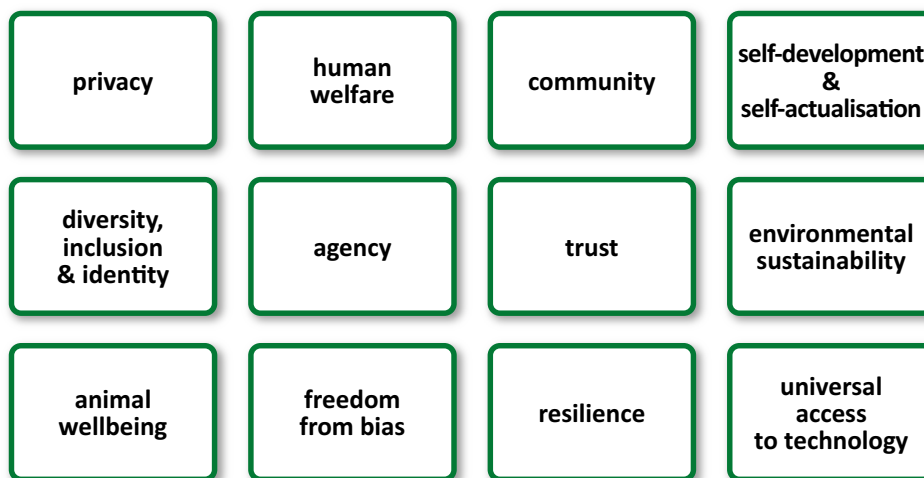 privacy
human
welfare
community
self-development
&
self-actualisation
diversity,
inclusion
& identity
agency
trust
environmental
sustainability
animal
wellbeing
freedom
from bias
resilience
universal
access
to technology